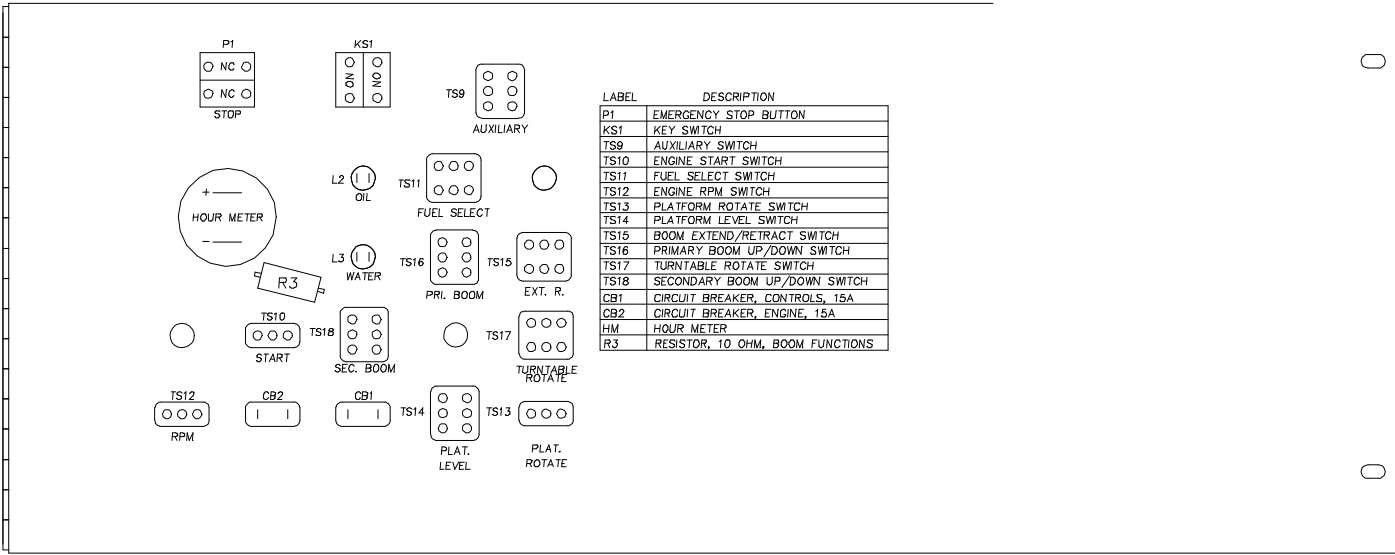 P1
NC
NC
STOP
KS1
NO
NO
TS9
AUXILIARY
L2
OIL
TS11
FUEL SELECT
+
HOUR METER
-
L3
WATER
R3
TS16
PRI. BOOM
TS15
EXT. R.
TS10
START
TS18
SEC. BOOM
TS17
TURNTABLE
ROTATE
TS12
RPM
CB2
CB1
TS14
PLAT.
LEVEL
TS13
PLAT.
ROTATE
LABEL DESCRIPTION
P1 EMERGENCY STOP BUTTON
KS1 KEY SWITCH
TS9 AUXILIARY SWITCH
TS10 ENGINE START SWITCH
TS11 FUEL SELECT SWITCH
TS12 ENGINE RPM SWITCH
TS13 PLATFORM ROTATE SWITCH
TS14 PLATFORM LEVEL SWITCH
TS15 BOOM EXTEND/RETRACT SWITCH
TS16 PRIMARY BOOM UP/DOWN SWITCH
TS17 TURNTABLE ROTATE SWITCH
TS18 SECONDARY BOOM UP/DOWN SWITCH
CB1 CIRCUIT BREAKER, CONTROLS, 15A
CB2 CIRCUIT BREAKER, ENGINE, 15A
HM HOUR METER
R3 RESISTOR, 10 OHM, BOOM FUNCTIONS